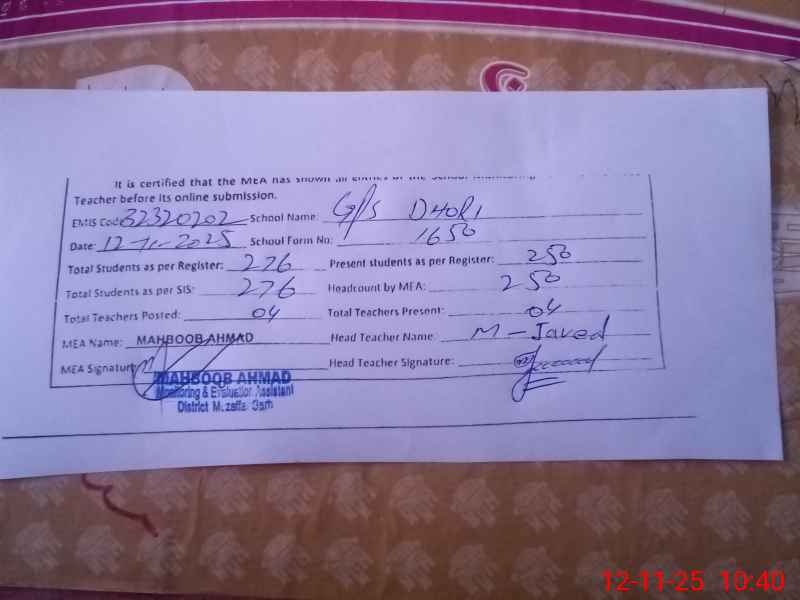 It is certified that the MEA has shown all entries of the School Monitoring
Teacher before its online submission.
EMIS Code 32320202 School Name: G/S DHORI
Date: 12-11-2025 School Form No: 1650
Total Students as per Register: 276 Present students as per Register: 250
Total Students as per SIS: 276 Headcount by MEA: 250
Total Teachers Posted: 04 Total Teachers Present: 04
MEA Name: MAHBOOB AHMAD Head Teacher Name: M-Javed
MEA Signature Head Teacher Signature:
MAHBOOB AHMAD
Monitoring & Evaluation Assistant
District M.zaffar Garh
12-11-25 10:40